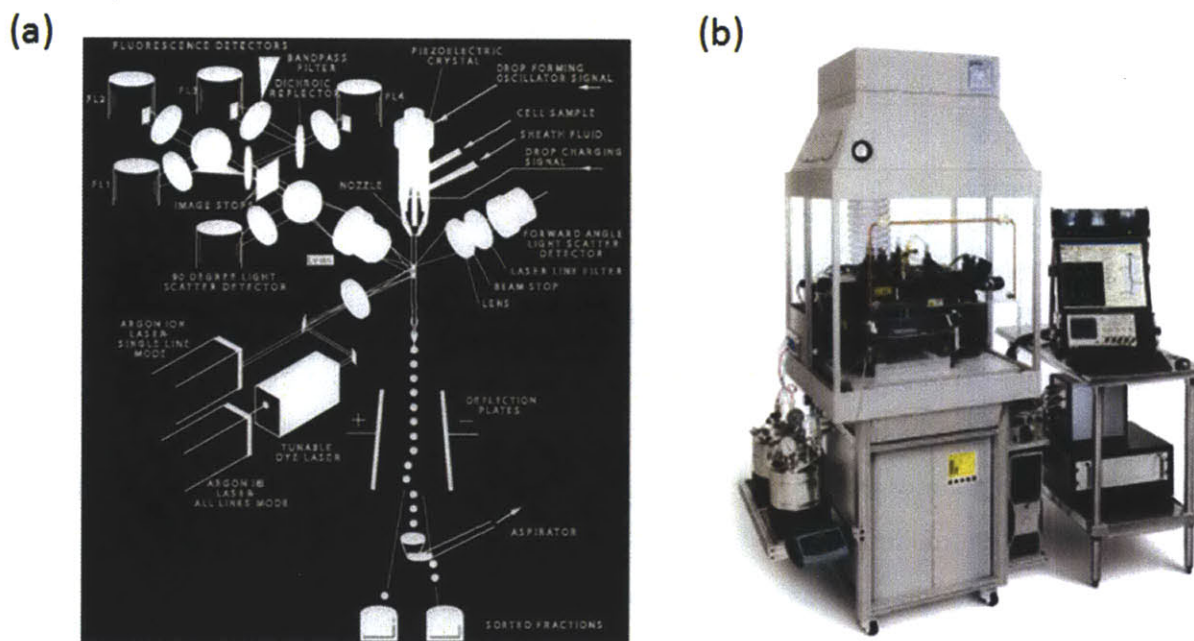 (a)
(b)
FLUORESCENCE DETECTORS
BANDPASS
FILTER
DICHROIC
REFLECTOR
FL2
FL3
FL4
FL1
PIEZOELECTRIC
CRYSTAL
DROP FORMING
OSCILLATOR SIGNAL
CELL SAMPLE
SHEATH FLUID
DROP CHARGING
SIGNAL
NOZZLE
IMAGE STOPS
FORWARD ANGLE
LIGHT SCATTER
DETECTOR
LASER LINE FILTER
BEAM STOP
LENS
90 DEGREE LIGHT
SCATTER DETECTOR
ARGON ION
LASER-
SINGLE LINE
MODE
+
−
DEFLECTION
PLATES
TUNABLE
DYE LASER
ARGON ION
LASER-
ALL LINES MODE
ASPIRATOR
SORTED FRACTIONS